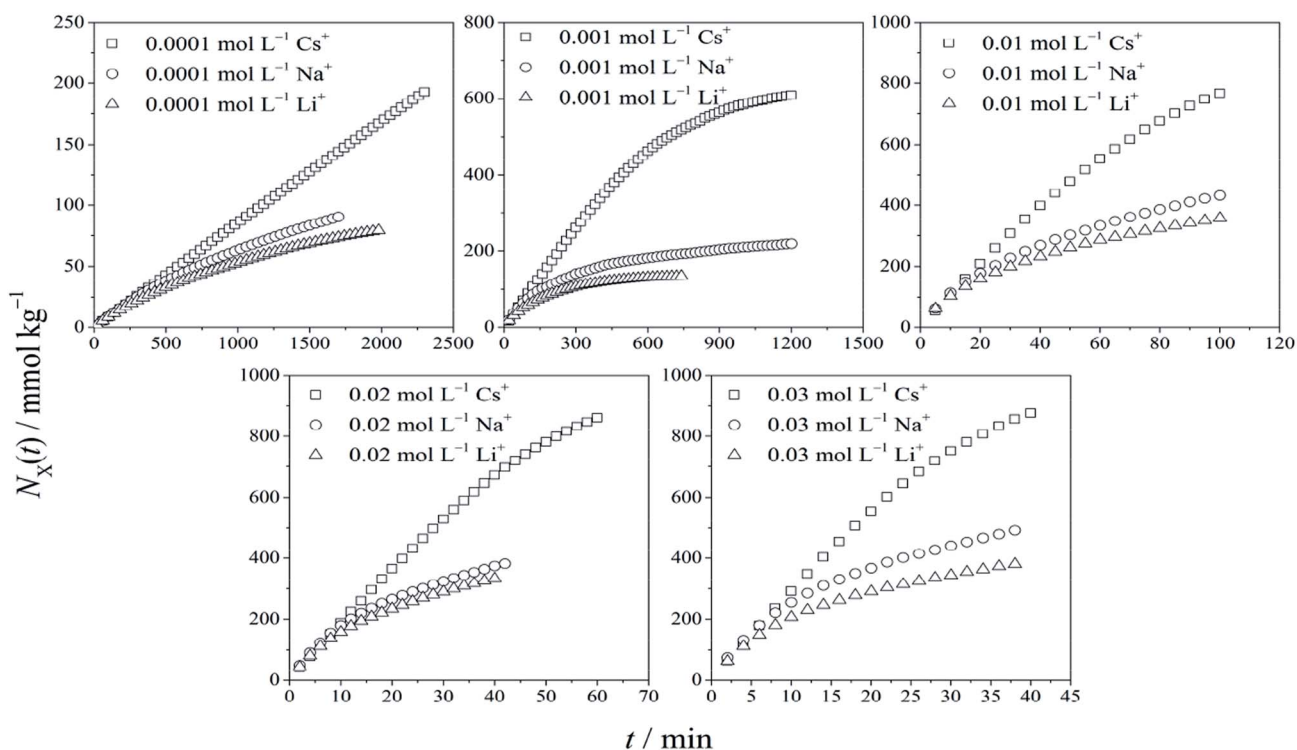 250
200
150
100
50
0
□ 0.0001 mol L⁻¹ Cs⁺
○ 0.0001 mol L⁻¹ Na⁺
△ 0.0001 mol L⁻¹ Li⁺
0 500 1000 1500 2000 2500
800
600
400
200
0
□ 0.001 mol L⁻¹ Cs⁺
○ 0.001 mol L⁻¹ Na⁺
△ 0.001 mol L⁻¹ Li⁺
0 300 600 900 1200 1500
1000
800
600
400
200
0
□ 0.01 mol L⁻¹ Cs⁺
○ 0.01 mol L⁻¹ Na⁺
△ 0.01 mol L⁻¹ Li⁺
0 20 40 60 80 100 120
N_X(t) / mmol kg⁻¹
1000
800
600
400
200
0
□ 0.02 mol L⁻¹ Cs⁺
○ 0.02 mol L⁻¹ Na⁺
△ 0.02 mol L⁻¹ Li⁺
0 10 20 30 40 50 60 70
1000
800
600
400
200
0
□ 0.03 mol L⁻¹ Cs⁺
○ 0.03 mol L⁻¹ Na⁺
△ 0.03 mol L⁻¹ Li⁺
0 5 10 15 20 25 30 35 40 45
t / min